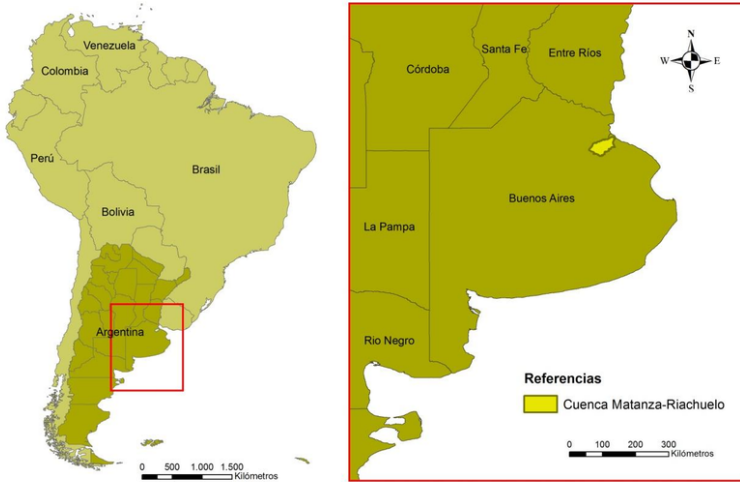 Venezuela
Colombia
Perú
Brasil
Bolivia
Argentina
0 500 1.000 1.500
Kilómetros
Santa Fe
Entre Ríos
Córdoba
N
W E
S
Buenos Aires
La Pampa
Rio Negro
Referencias
Cuenca Matanza-Riachuelo
0 100 200 300
Kilómetros